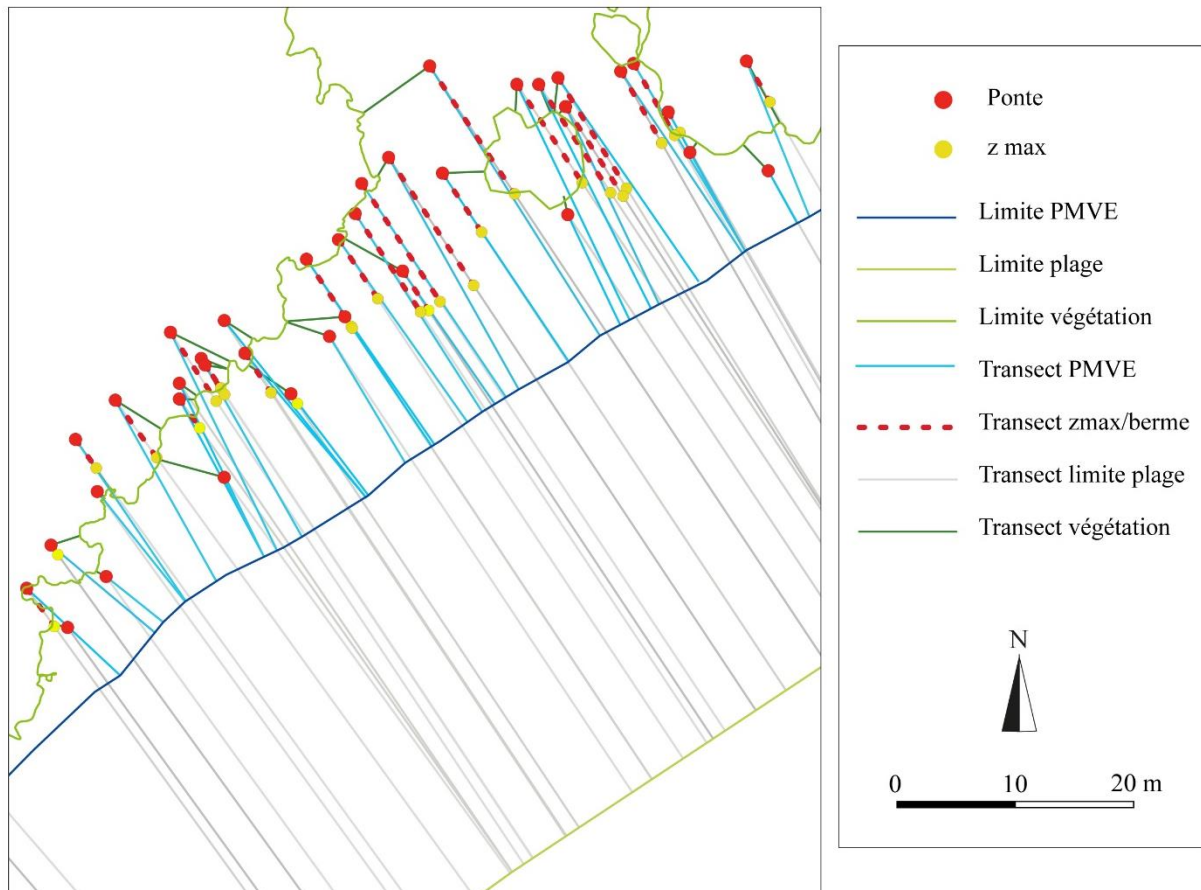 Ponte
z max
Limite PMVE
Limite plage
Limite végétation
Transect PMVE
Transect zmax/berme
Transect limite plage
Transect végétation
N
0 10 20 m